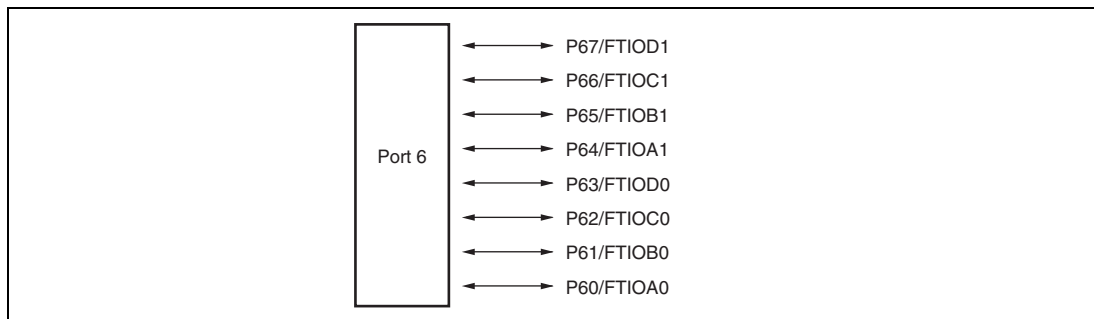 Port 6
P67/FTIOD1
P66/FTIOC1
P65/FTIOB1
P64/FTIOA1
P63/FTIOD0
P62/FTIOC0
P61/FTIOB0
P60/FTIOA0